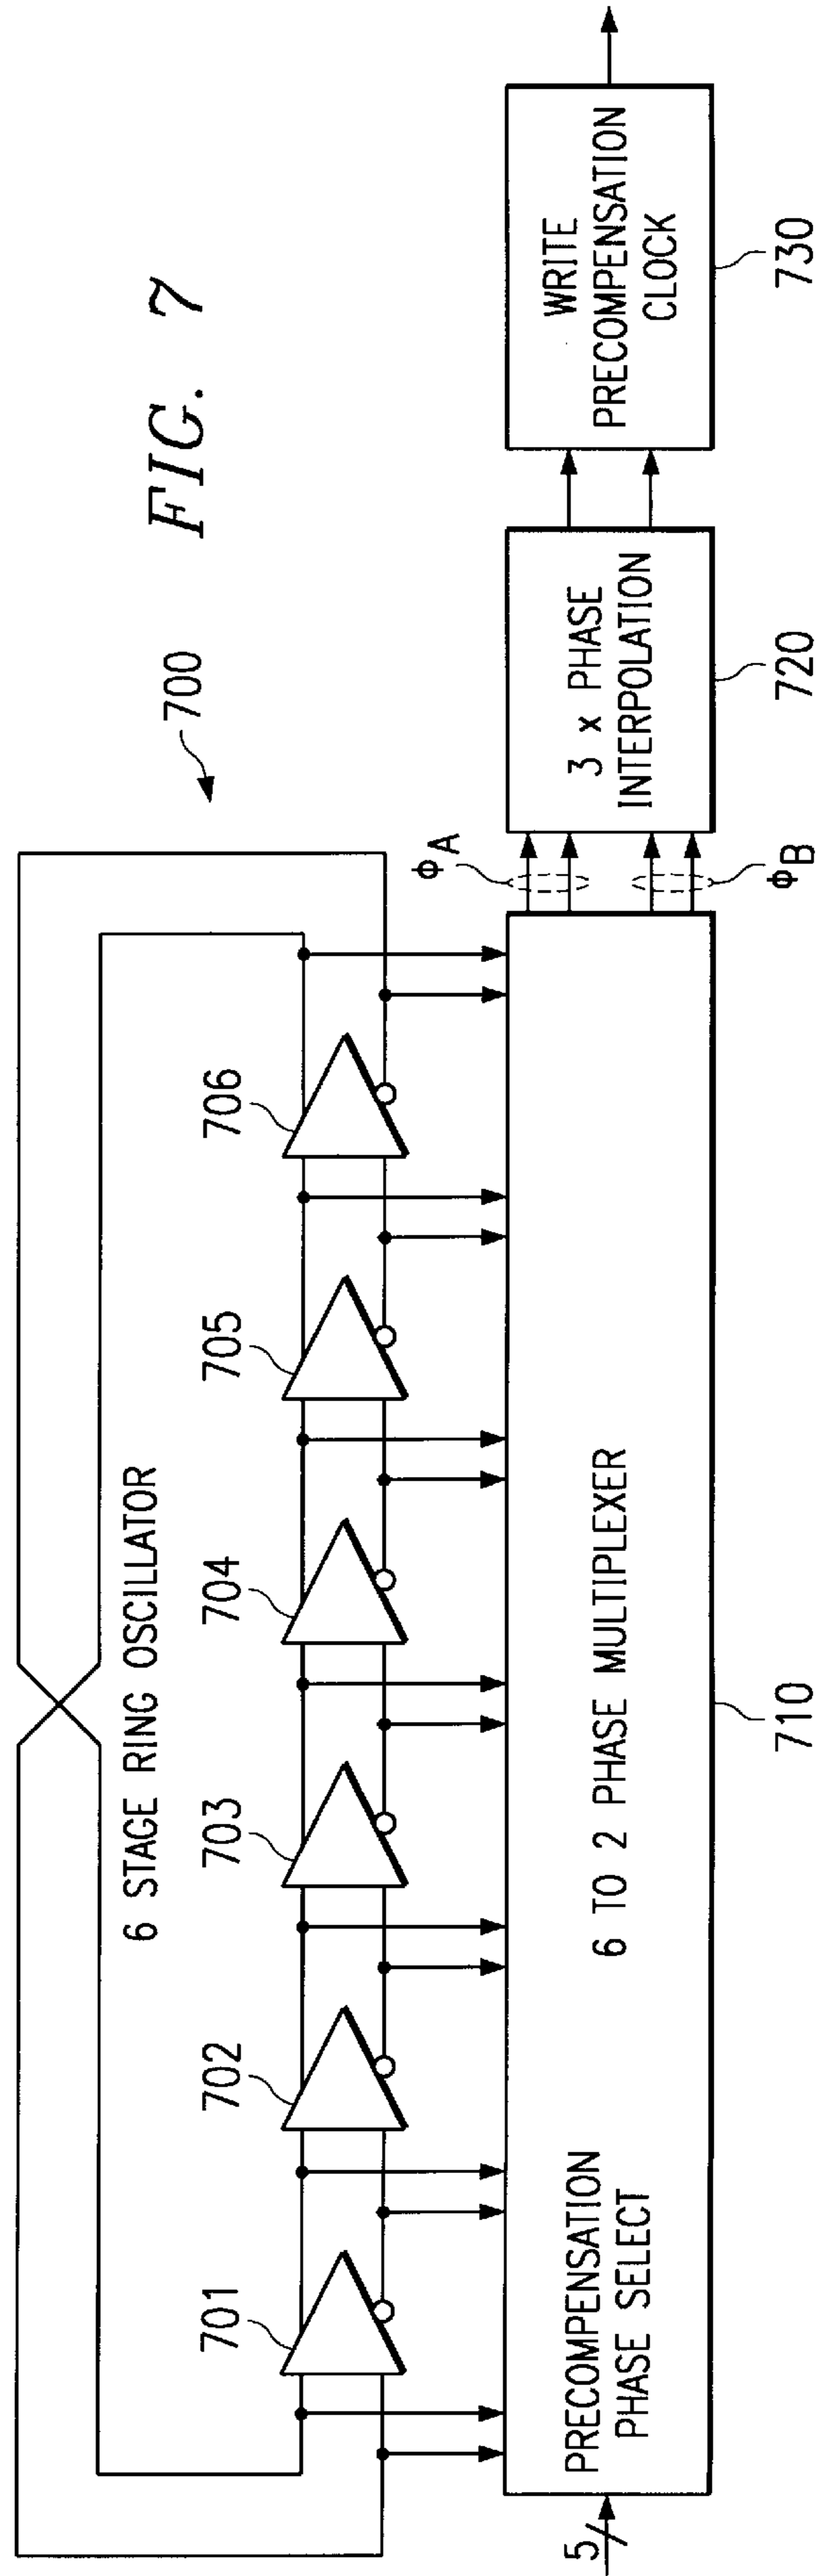 FIG. 7
700
6 STAGE RING OSCILLATOR
701
702
703
704
705
706
5
PRECOMPENSATION
PHASE SELECT
6 TO 2 PHASE MULTIPLEXER
710
ΦA
ΦB
3 x PHASE
INTERPOLATION
720
WRITE
PRECOMPENSATION
CLOCK
730